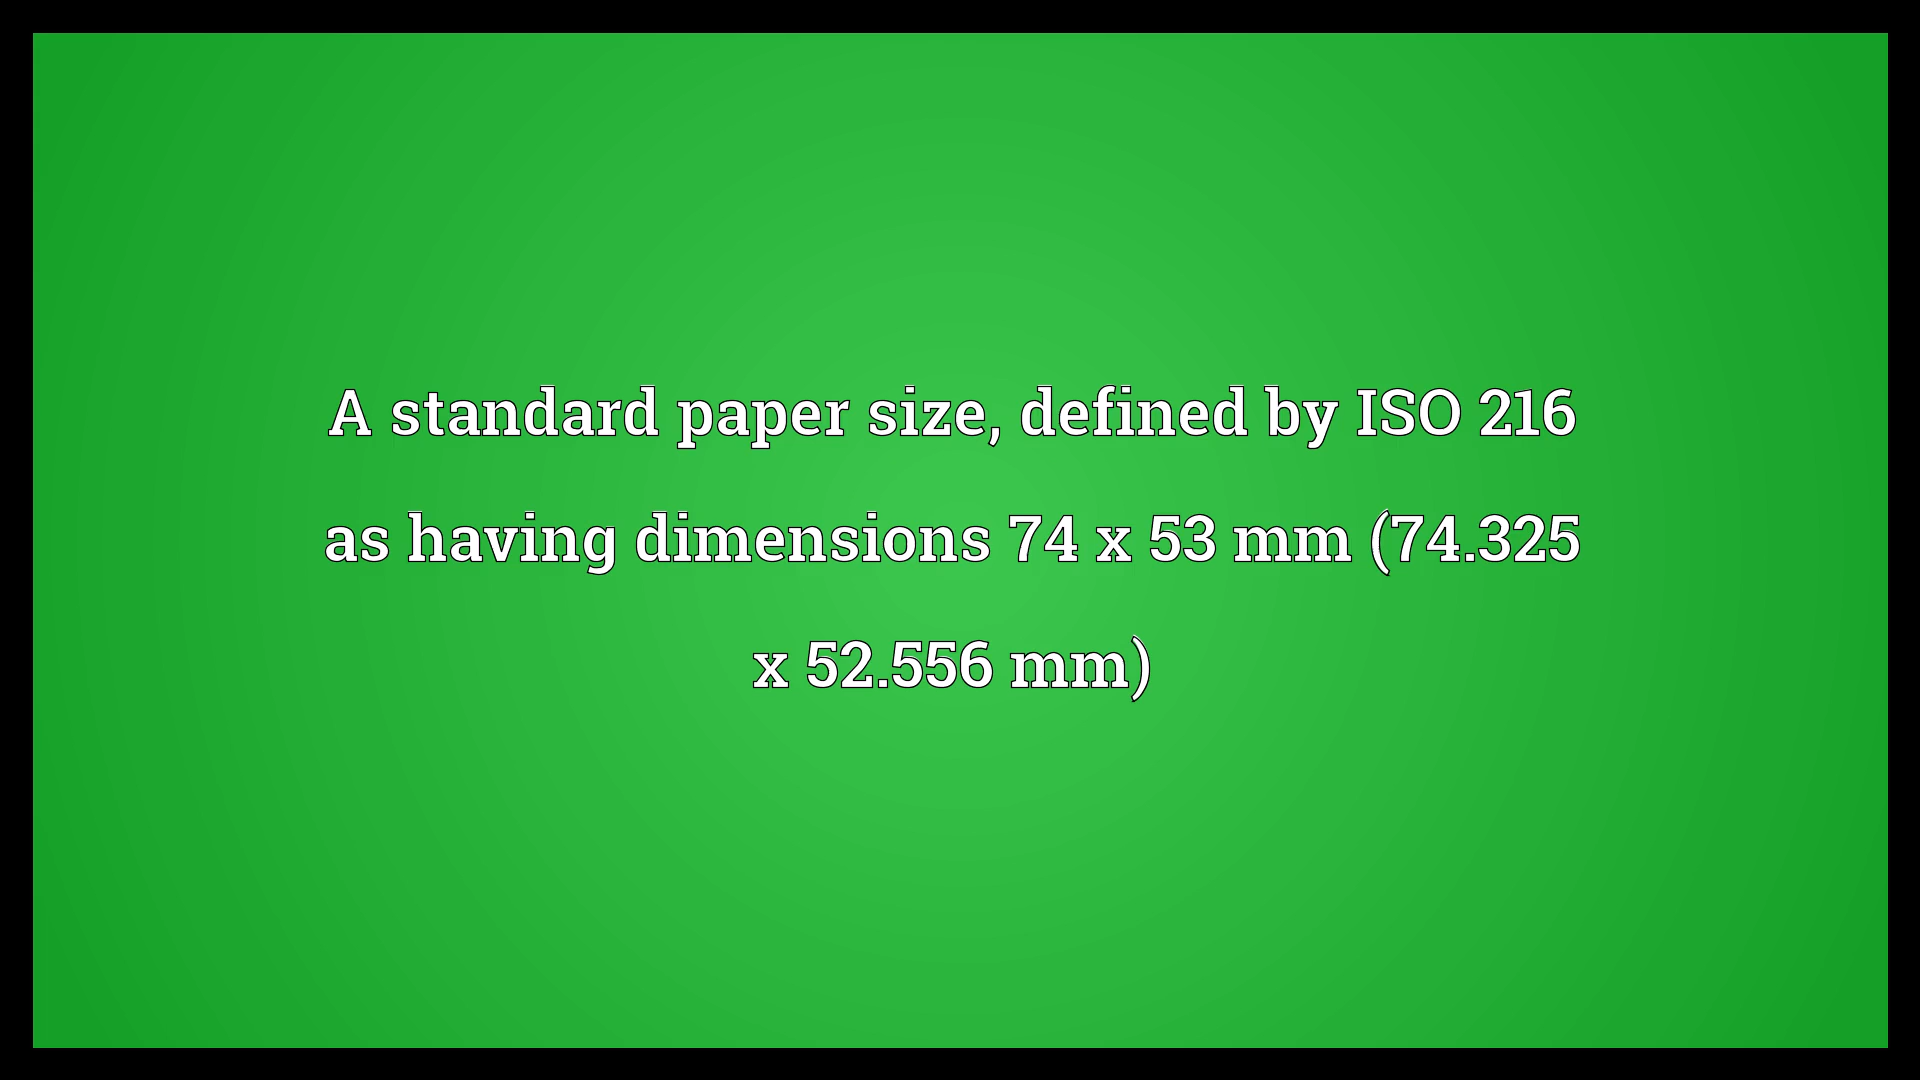 A standard paper size, defined by ISO 216
as having dimensions 74 x 53 mm (74.325
x 52.556 mm)